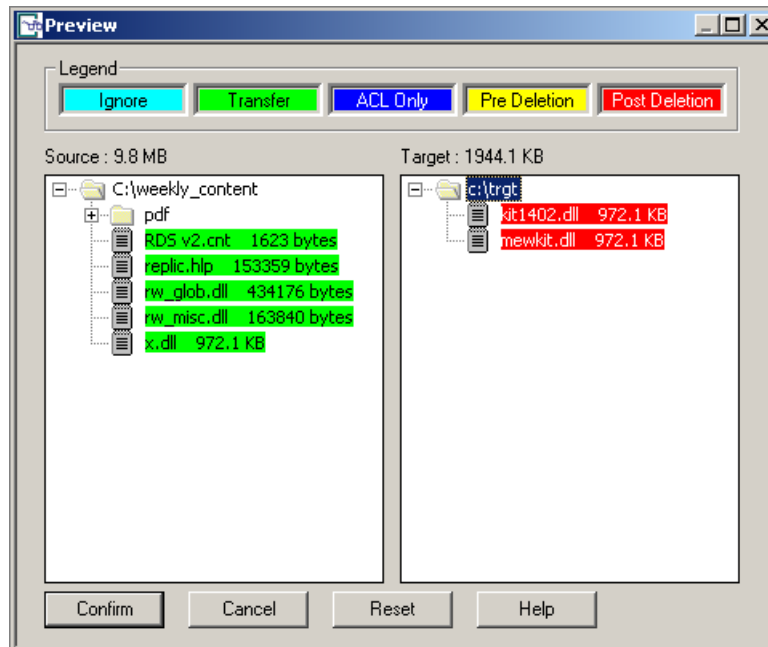 Preview
Legend
Ignore Transfer ACL Only Pre Deletion Post Deletion
Source : 9.8 MB Target : 1944.1 KB
C:\weekly_content c:\trgt
pdf kit1402.dll 972.1 KB
RDS v2.cnt 1623 bytes mewkit.dll 972.1 KB
replic.hlp 153359 bytes
rw_glob.dll 434176 bytes
rw_misc.dll 163840 bytes
x.dll 972.1 KB
Confirm Cancel Reset Help